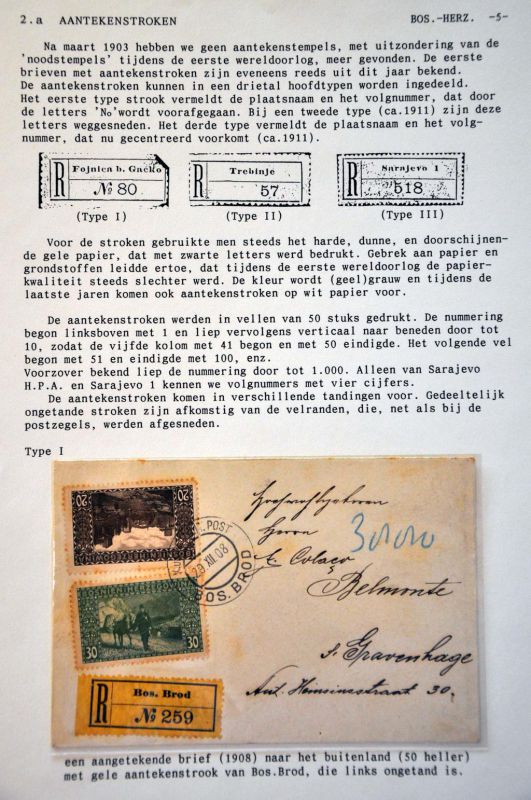 2.a AANTEKENSTROKEN BOS.-HERZ. -5-
Na maart 1903 hebben we geen aantekenstempels, met uitzondering van de
'noodstempels' tijdens de eerste wereldoorlog, meer gevonden. De eerste
brieven met aantekenstroken zijn eveneens reeds uit dit jaar bekend.
De aantekenstroken kunnen in een drietal hoofdtypen worden ingedeeld.
Het eerste type strook vermeldt de plaatsnaam en het volgnummer, dat door
de letters 'No'wordt voorafgegaan. Bij een tweede type (ca.1911) zijn deze
letters weggesneden. Het derde type vermeldt de plaatsnaam en het volg-
nummer, dat nu gecentreerd voorkomt (ca.1911).
R Fojnica b. Gacko
№ 80
R Trebinje
57
R Sarajevo 1
518
(Type I) (Type II) (Type III)
Voor de stroken gebruikte men steeds het harde, dunne, en doorschijnen-
de gele papier, dat met zwarte letters werd bedrukt. Gebrek aan papier en
grondstoffen leidde ertoe, dat tijdens de eerste wereldoorlog de papier-
kwaliteit steeds slechter werd. De kleur wordt (geel)grauw en tijdens de
laatste jaren komen ook aantekenstroken op wit papier voor.
De aantekenstroken werden in vellen van 50 stuks gedrukt. De nummering
begon linksboven met 1 en liep vervolgens verticaal naar beneden door tot
10, zodat de vijfde kolom met 41 begon en met 50 eindigde. Het volgende vel
begon met 51 en eindigde met 100, enz.
Voorzover bekend liep de nummering door tot 1.000. Alleen van Sarajevo
H.P.A. en Sarajevo 1 kennen we volgnummers met vier cijfers.
De aantekenstroken komen in verschillende tandingen voor. Gedeeltelijk
ongetande stroken zijn afkomstig van de velranden, die, net als bij de
postzegels, werden afgesneden.
Type I
20 20
POST
29 XII 08
BOS. BROD
30 30
Herrn
A. Colaço
Belmonte
s. Gravenhage
Ant. Heinsiusstraat 30.
R Bos. Brod
№ 259
een aangetekende brief (1908) naar het buitenland (50 heller)
met gele aantekenstrook van Bos.Brod, die links ongetand is.